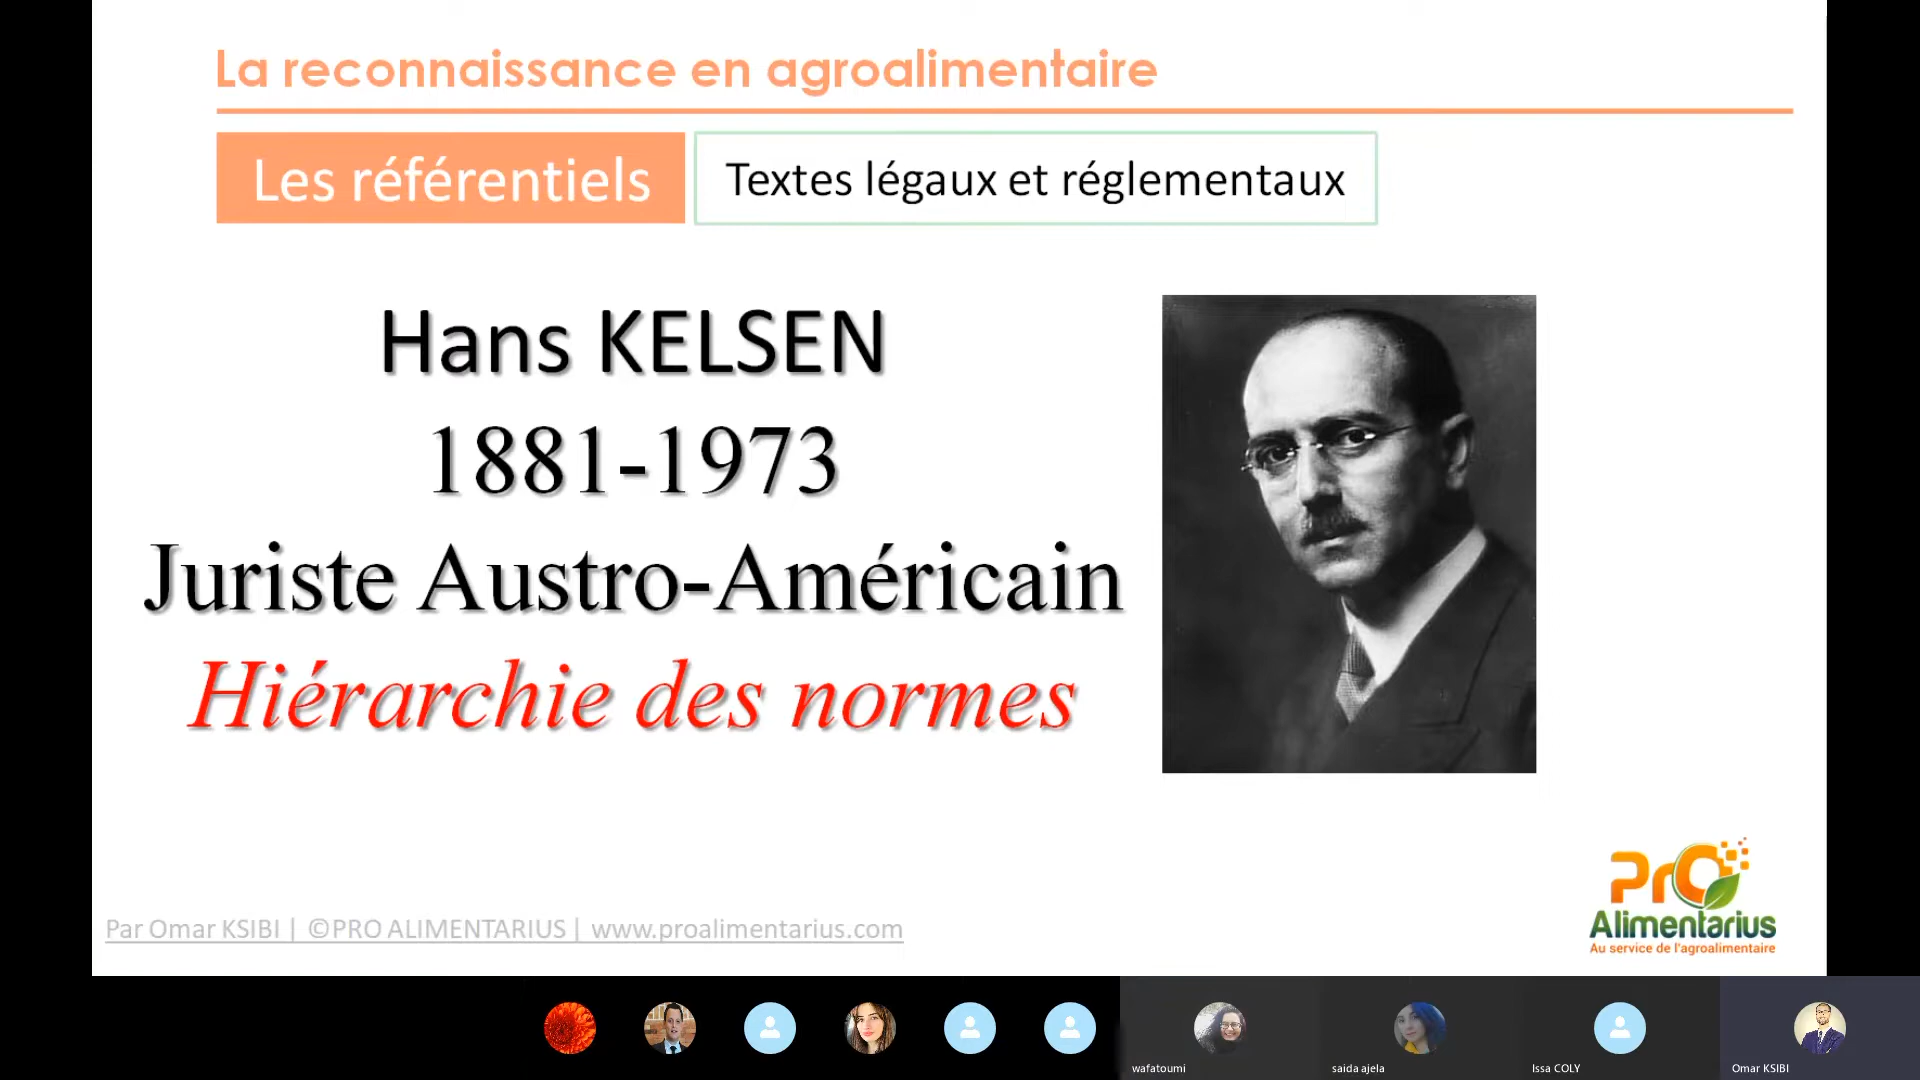 La reconnaissance en agroalimentaire
Les référentiels
Textes légaux et réglementaux
Hans KELSEN
1881-1973
Juriste Austro-Américain
Hiérarchie des normes
Par Omar KSIBI | ©PRO ALIMENTARIUS | www.proalimentarius.com
PrO
Alimentarius
Au service de l'agroalimentaire
wafatoumi
saida ajela
Issa COLY
Omar KSIBI